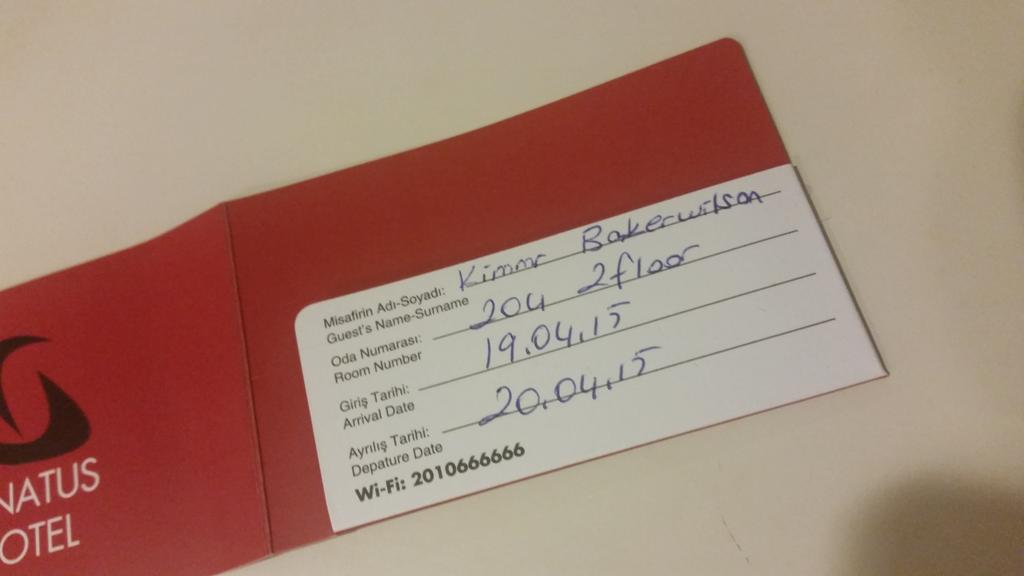 NATUS
OTEL
Misafirin Adı-Soyadı: Kimmr Bakerwilson
Guest's Name-Surname
Oda Numarası: 204 2floor
Room Number
Giriş Tarihi: 19.04.15
Arrival Date
Ayrılış Tarihi: 20.04.15
Depature Date
Wi-Fi: 2010666666